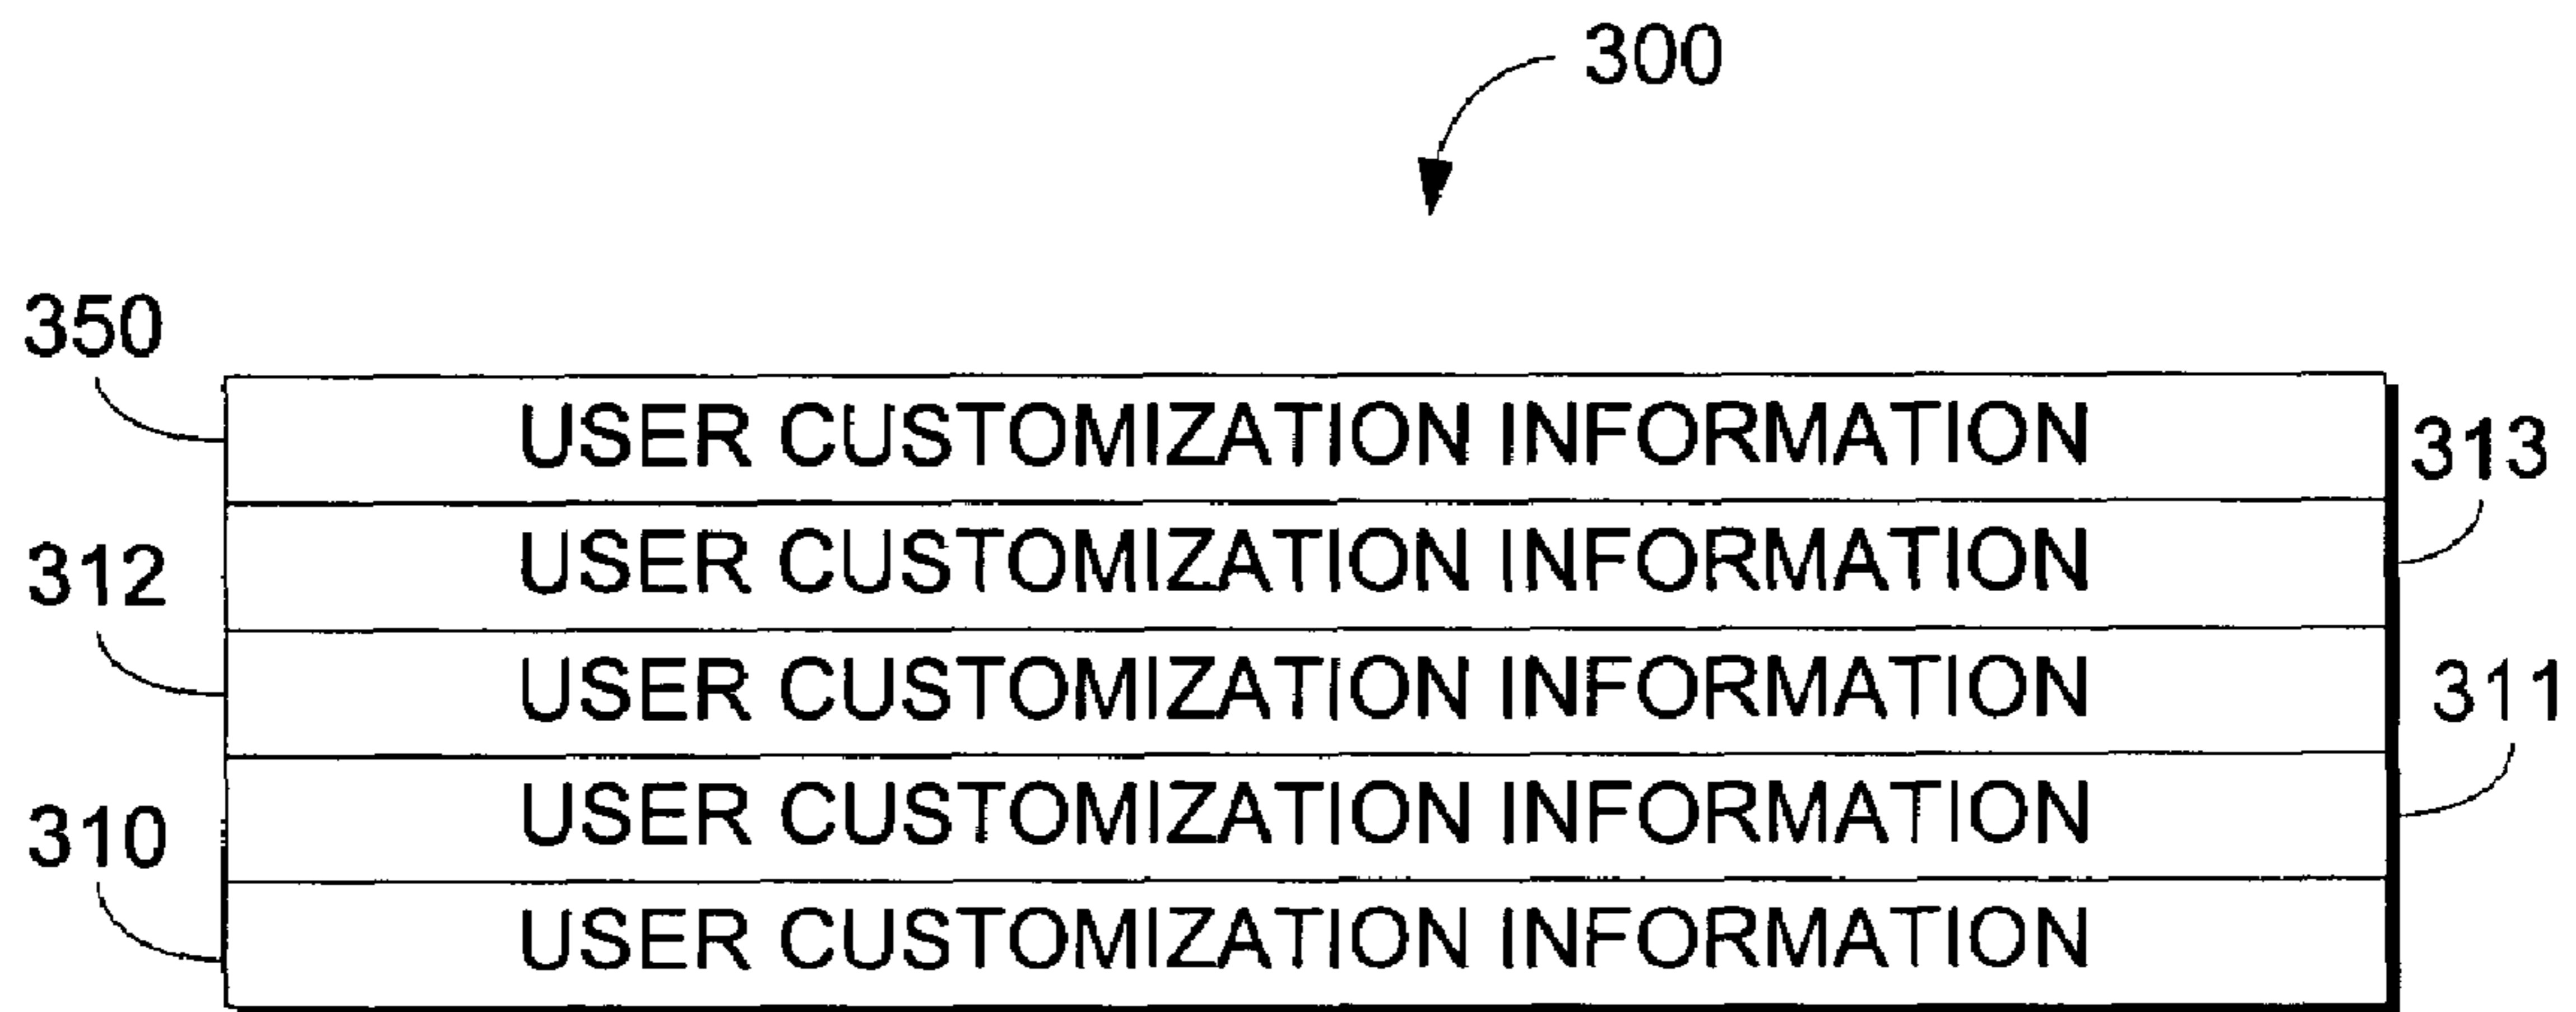 300
350
USER CUSTOMIZATION INFORMATION
313
USER CUSTOMIZATION INFORMATION
312
USER CUSTOMIZATION INFORMATION
311
USER CUSTOMIZATION INFORMATION
310
USER CUSTOMIZATION INFORMATION